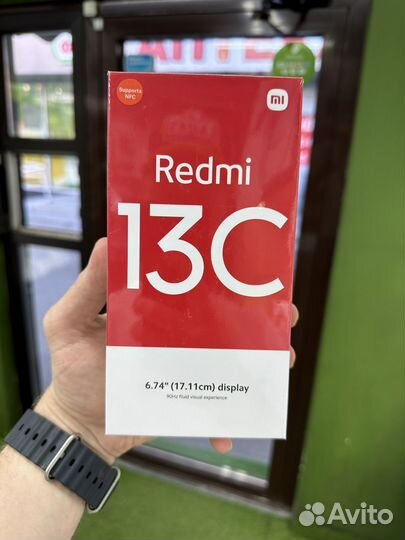 Supports
NFC
mi
Redmi
13C
6.74" (17.11cm) display
90Hz fluid visual experience
Avito